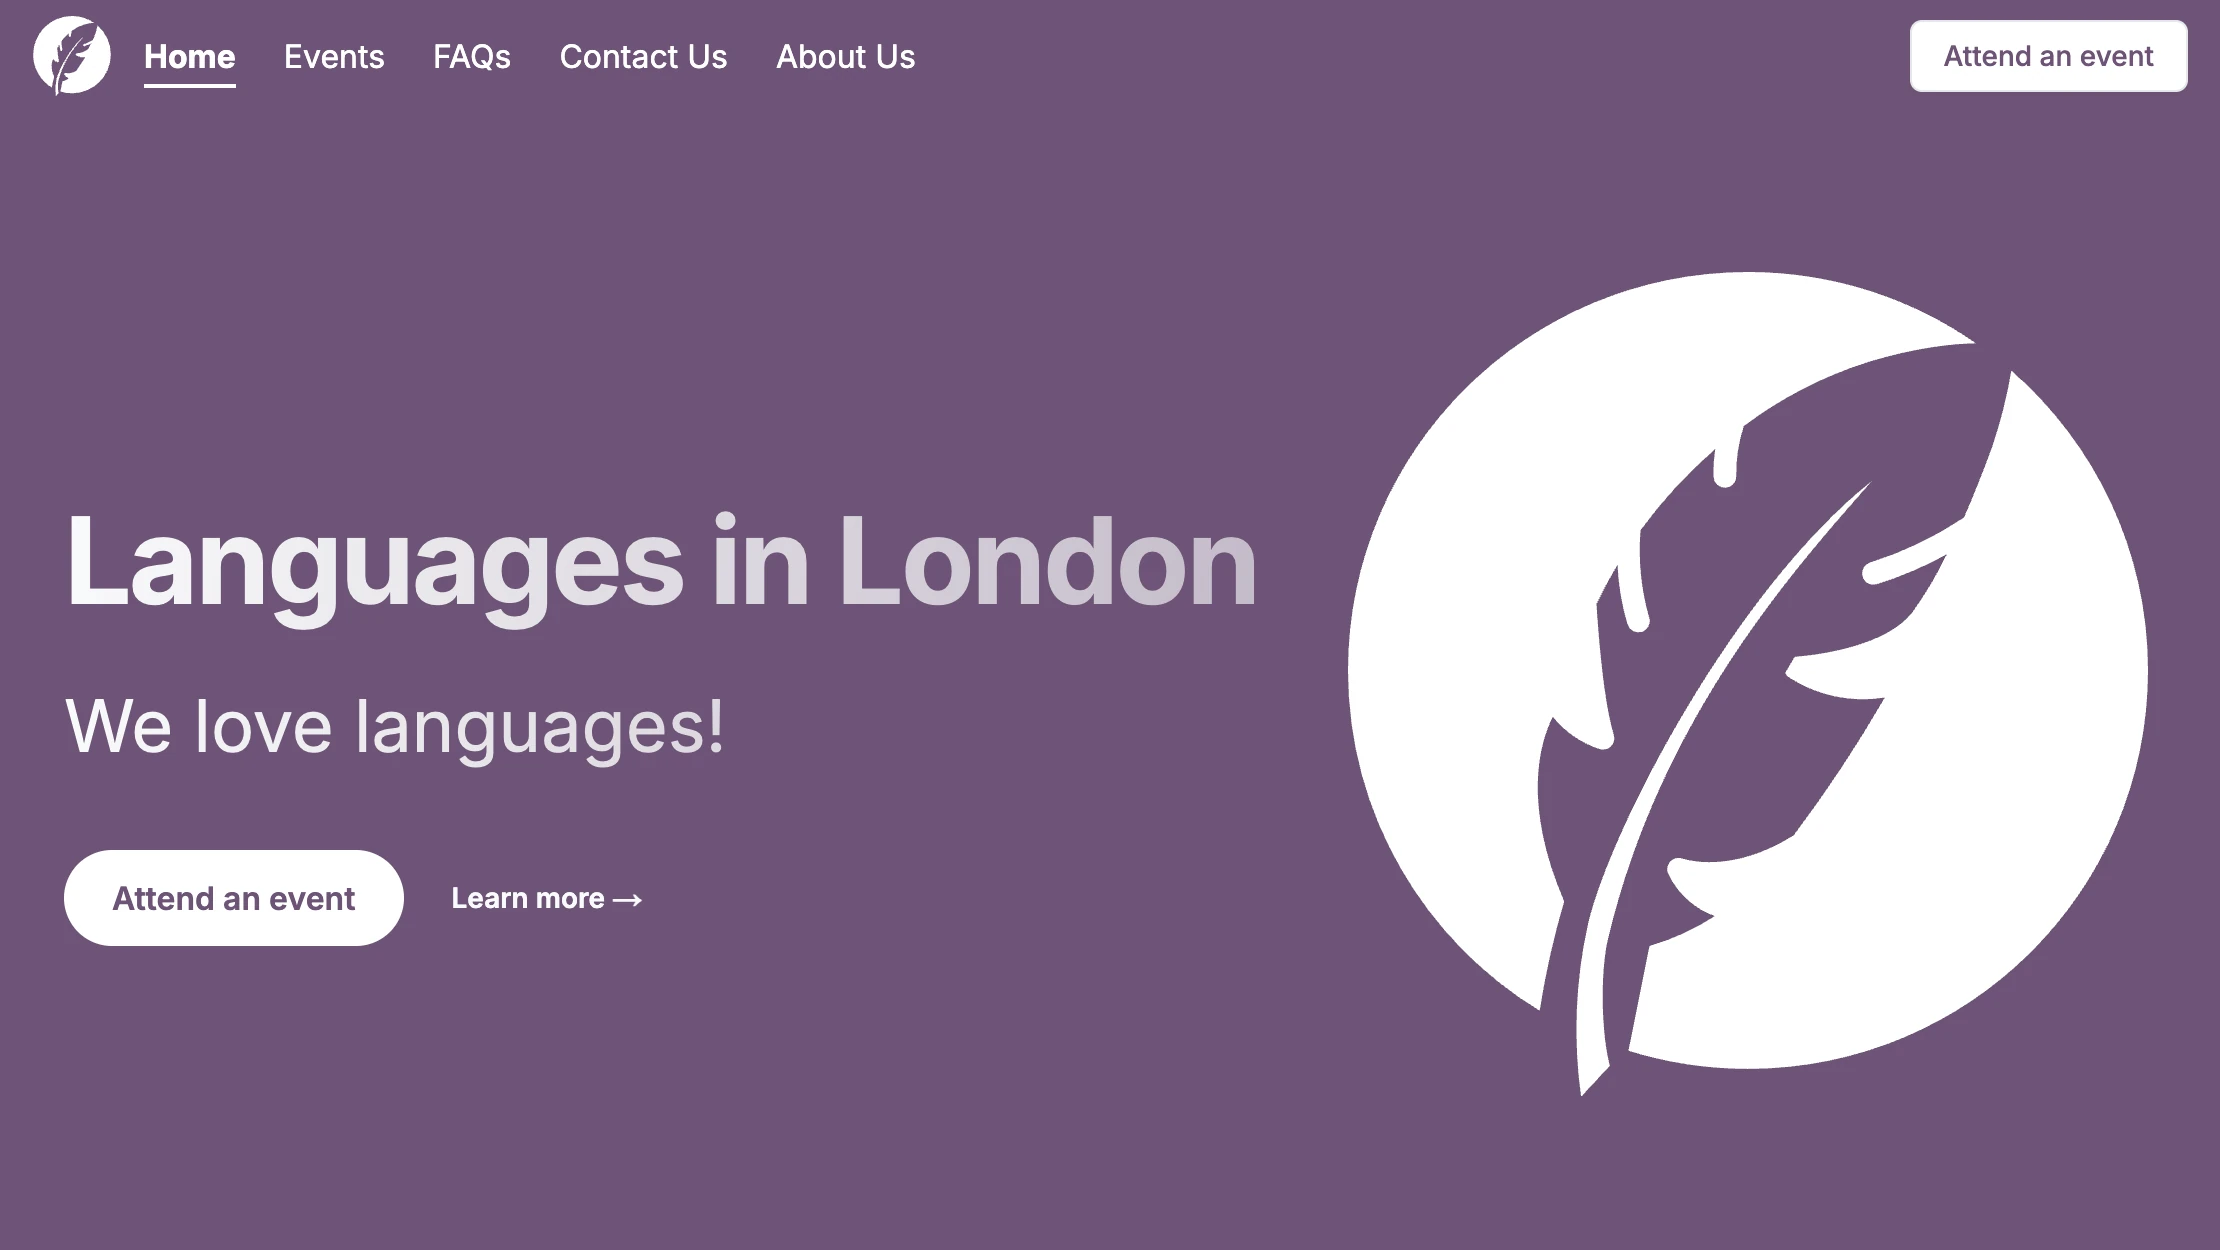 Home Events FAQs Contact Us About Us Attend an event
Languages in London
We love languages!
Attend an event Learn more →